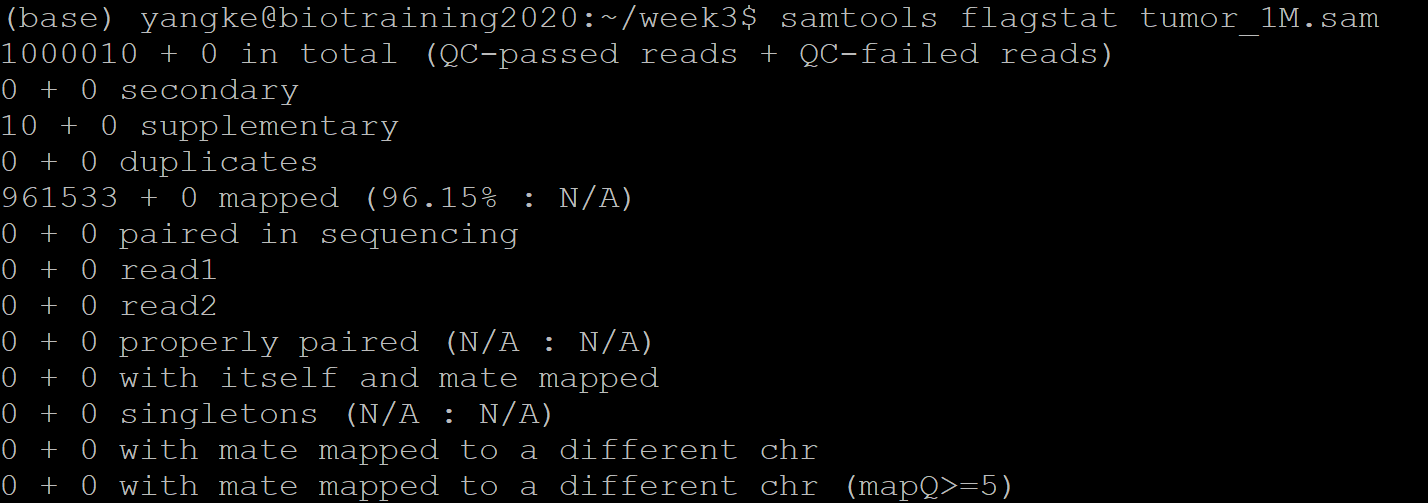 (base) yangke@biotraining2020:~/week3$ samtools flagstat tumor_1M.sam
1000010 + 0 in total (QC-passed reads + QC-failed reads)
0 + 0 secondary
10 + 0 supplementary
0 + 0 duplicates
961533 + 0 mapped (96.15% : N/A)
0 + 0 paired in sequencing
0 + 0 read1
0 + 0 read2
0 + 0 properly paired (N/A : N/A)
0 + 0 with itself and mate mapped
0 + 0 singletons (N/A : N/A)
0 + 0 with mate mapped to a different chr
0 + 0 with mate mapped to a different chr (mapQ>=5)